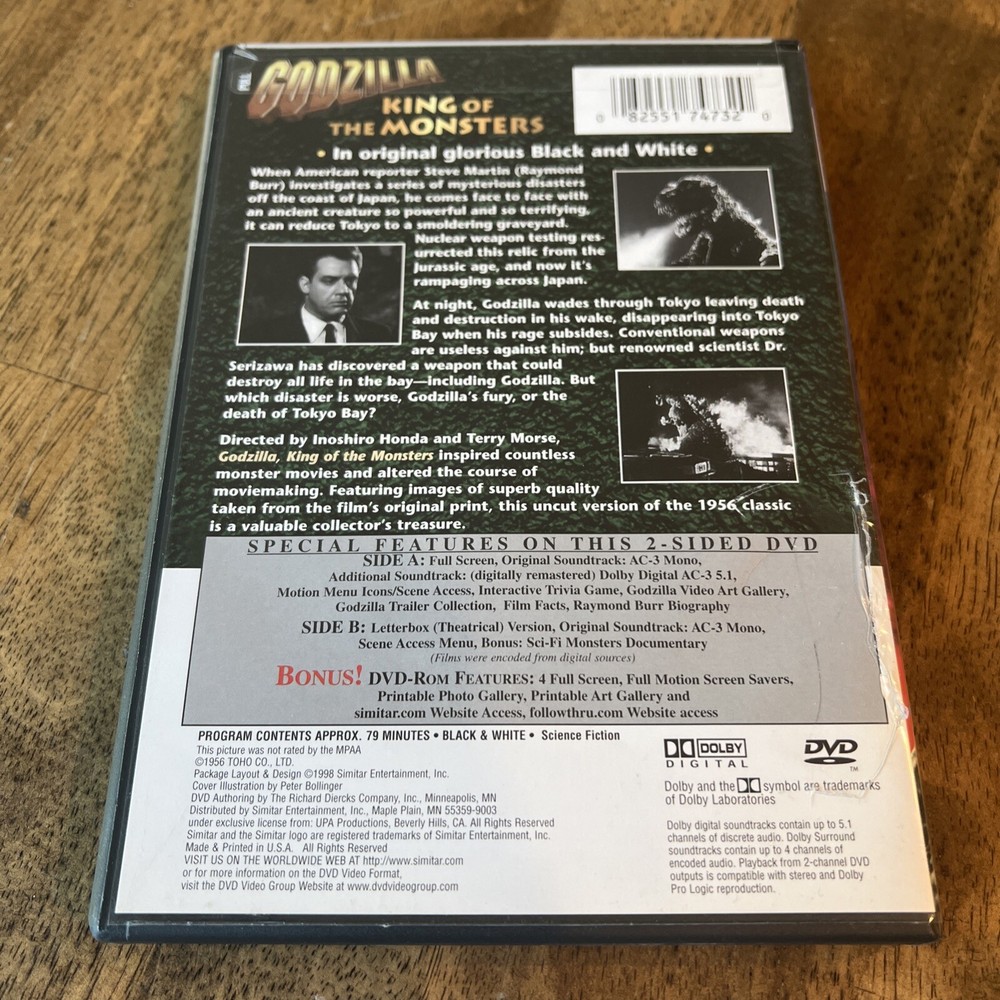 PULL
GODZILLA
KING OF
THE MONSTERS
0 82551 74732 0
• In original glorious Black and White •
When American reporter Steve Martin (Raymond
Burr) investigates a series of mysterious disasters
off the coast of Japan, he comes face to face with
an ancient creature so powerful and so terrifying,
it can reduce Tokyo to a smoldering graveyard.
Nuclear weapon testing res-
urrected this relic from the
Jurassic age, and now it's
rampaging across Japan.
At night, Godzilla wades through Tokyo leaving death
and destruction in his wake, disappearing into Tokyo
Bay when his rage subsides. Conventional weapons
are useless against him; but renowned scientist Dr.
Serizawa has discovered a weapon that could
destroy all life in the bay—including Godzilla. But
which disaster is worse, Godzilla's fury, or the
death of Tokyo Bay?
Directed by Inoshiro Honda and Terry Morse,
Godzilla, King of the Monsters inspired countless
monster movies and altered the course of
moviemaking. Featuring images of superb quality
taken from the film's original print, this uncut version of the 1956 classic
is a valuable collector's treasure.
SPECIAL FEATURES ON THIS 2-SIDED DVD
SIDE A: Full Screen, Original Soundtrack: AC-3 Mono,
Additional Soundtrack: (digitally remastered) Dolby Digital AC-3 5.1,
Motion Menu Icons/Scene Access, Interactive Trivia Game, Godzilla Video Art Gallery,
Godzilla Trailer Collection, Film Facts, Raymond Burr Biography
SIDE B: Letterbox (Theatrical) Version, Original Soundtrack: AC-3 Mono,
Scene Access Menu, Bonus: Sci-Fi Monsters Documentary
(Films were encoded from digital sources)
BONUS! DVD-ROM FEATURES: 4 Full Screen, Full Motion Screen Savers,
Printable Photo Gallery, Printable Art Gallery and
simitar.com Website Access, followthru.com Website access
PROGRAM CONTENTS APPROX. 79 MINUTES • BLACK & WHITE • Science Fiction
This picture was not rated by the MPAA
©1956 TOHO CO., LTD.
Package Layout & Design ©1998 Simitar Entertainment, Inc.
Cover Illustration by Peter Bollinger
DVD Authoring by The Richard Diercks Company, Inc., Minneapolis, MN
Distributed by Simitar Entertainment, Inc., Maple Plain, MN 55359-9003
under exclusive license from: UPA Productions, Beverly Hills, CA. All Rights Reserved
Simitar and the Simitar logo are registered trademarks of Simitar Entertainment, Inc.
Made & Printed in U.S.A. All Rights Reserved
VISIT US ON THE WORLDWIDE WEB AT http://www.simitar.com
or for more information on the DVD Video Format,
visit the DVD Video Group Website at www.dvdvideogroup.com
DOLBY
DIGITAL
DVD
TM
Dolby and the symbol are trademarks
of Dolby Laboratories
Dolby digital soundtracks contain up to 5.1
channels of discrete audio. Dolby Surround
soundtracks contain up to 4 channels of
encoded audio. Playback from 2-channel DVD
outputs is compatible with stereo and Dolby
Pro Logic reproduction.